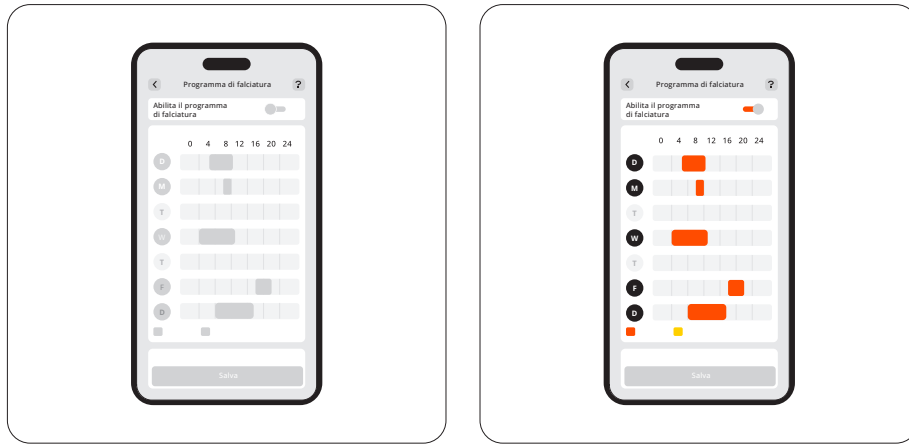 Programma di falciatura ?
Abilita il programma
di falciatura
0 4 8 12 16 20 24
D
M
T
W
T
F
D
Salva
Programma di falciatura ?
Abilita il programma
di falciatura
0 4 8 12 16 20 24
D
M
T
W
T
F
D
Salva